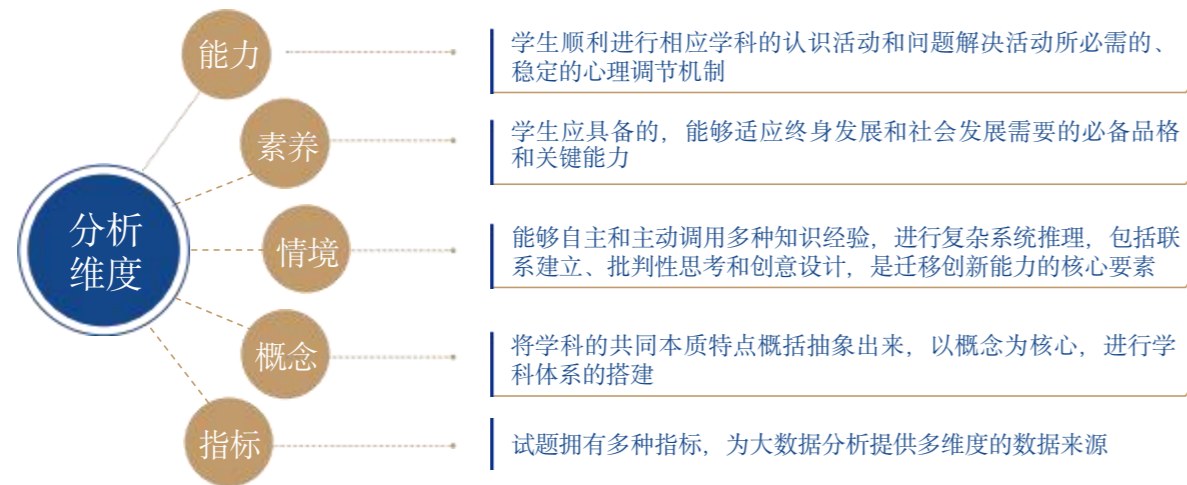 分析
维度
能力
学生顺利进行相应学科的认识活动和问题解决活动所必需的、
稳定的心理调节机制
素养
学生应具备的，能够适应终身发展和社会发展需要的必备品格
和关键能力
情境
能够自主和主动调用多种知识经验，进行复杂系统推理，包括联
系建立、批判性思考和创意设计，是迁移创新能力的核心要素
概念
将学科的共同本质特点概括抽象出来，以概念为核心，进行学
科体系的搭建
指标
试题拥有多种指标，为大数据分析提供多维度的数据来源